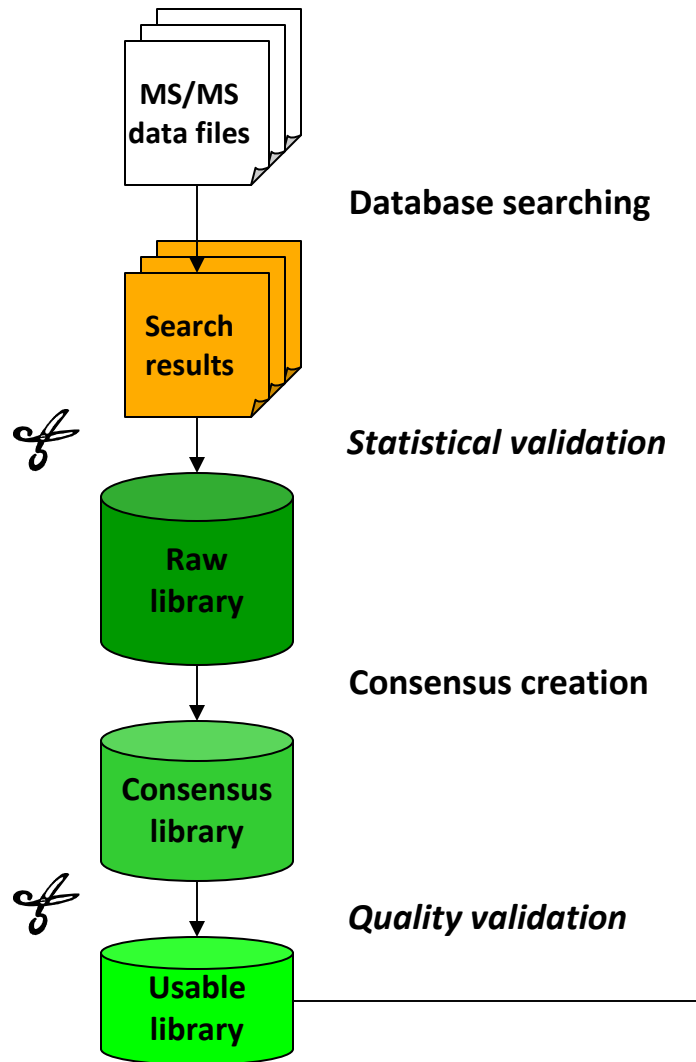 MS/MS
data files
Database searching
Search
results
Statistical validation
Raw
library
Consensus creation
Consensus
library
Quality validation
Usable
library